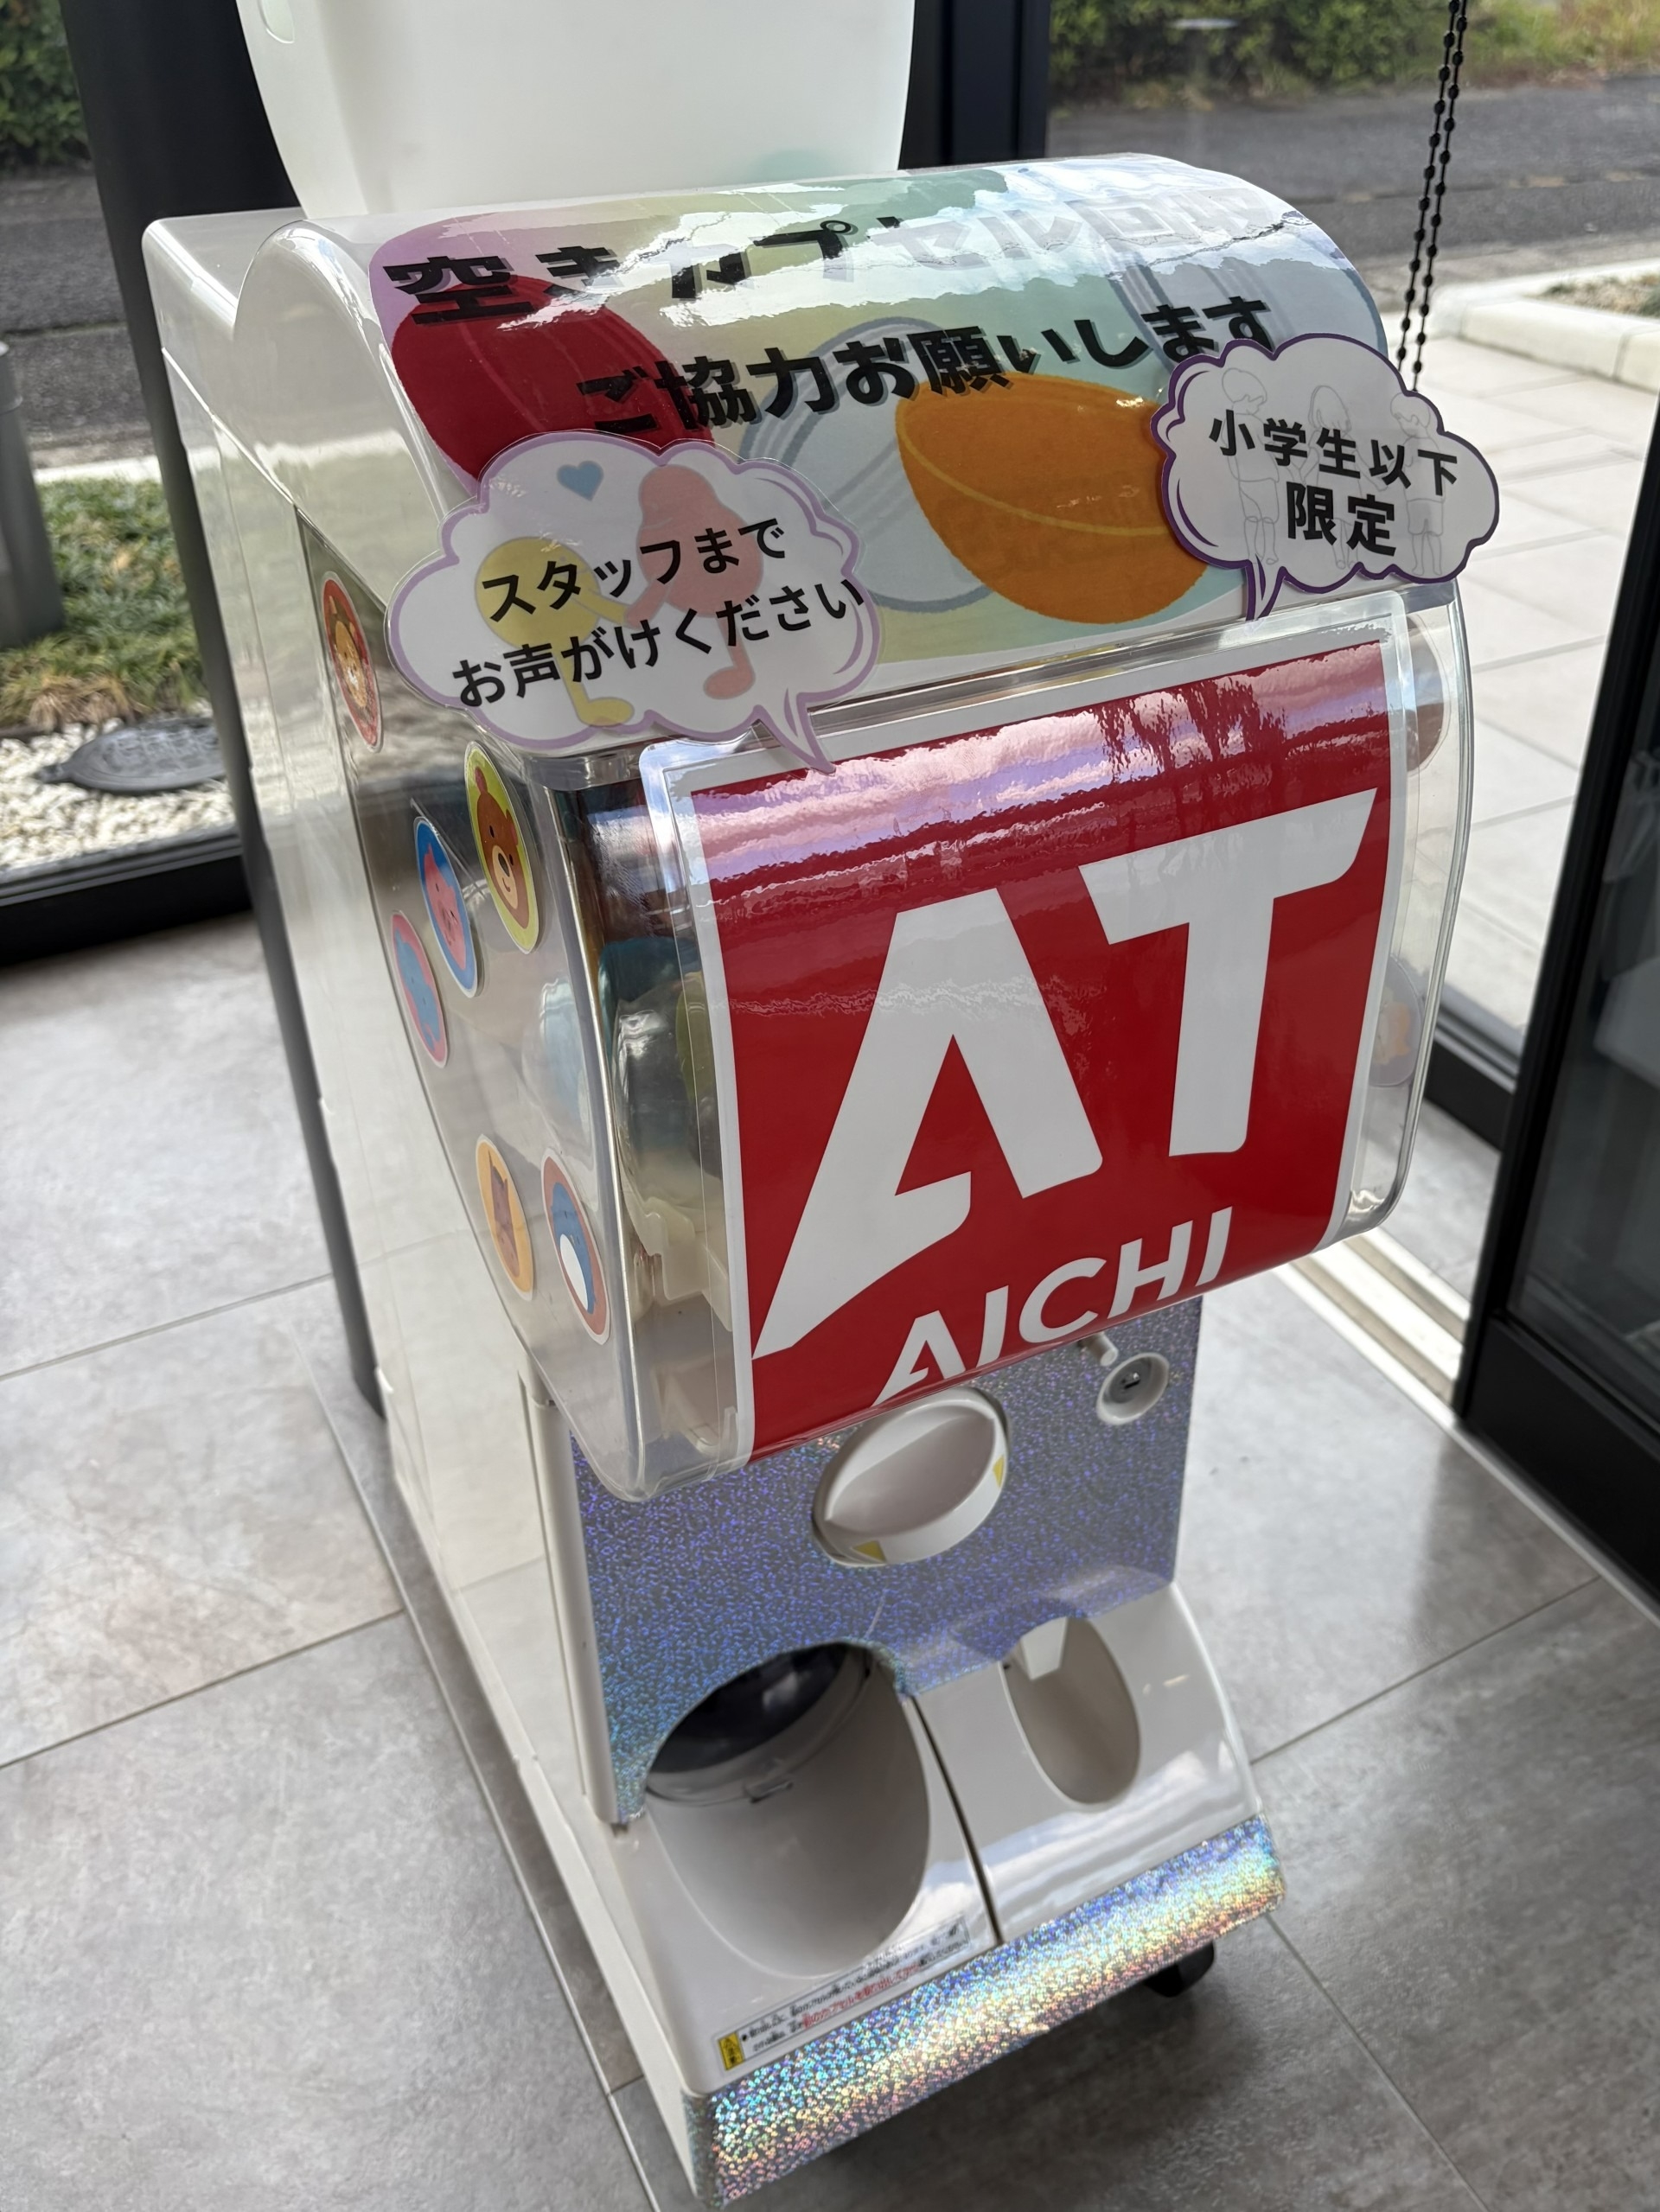 空きカプセル回収
ご協力お願いします
小学生以下
限定
スタッフまで
お声がけください
AT
AICHI